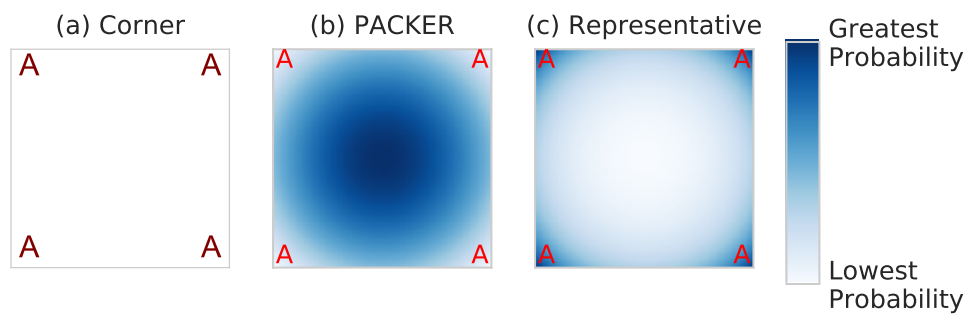 (a) Corner
(b) PACKER
(c) Representative
Greatest
Probability
A A
A A
A A
A A
A A
A A
Lowest
Probability